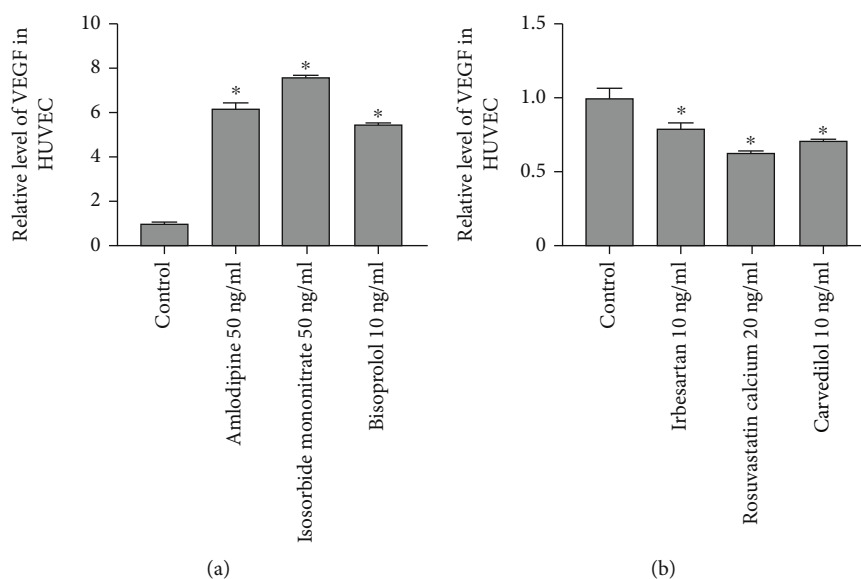 Relative level of VEGF in
HUVEC
10
8
6
4
2
0
*
*
*
Control
Amlodipine 50 ng/ml
Isosorbide mononitrate 50 ng/ml
Bisoprolol 10 ng/ml
(a)
Relative level of VEGF in
HUVEC
1.5
1.0
0.5
0
*
*
*
Control
Irbesartan 10 ng/ml
Rosuvastatin calcium 20 ng/ml
Carvedilol 10 ng/ml
(b)